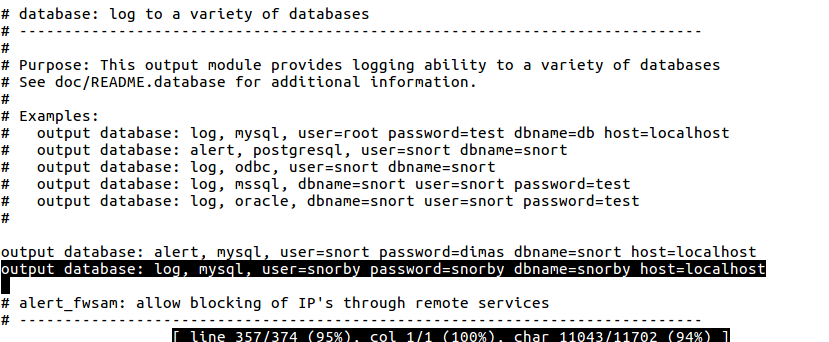 # database: log to a variety of databases
# ----------------------------------------------------------------------------
#
# Purpose: This output module provides logging ability to a variety of databases
# See doc/README.database for additional information.
#
# Examples:
#   output database: log, mysql, user=root password=test dbname=db host=localhost
#   output database: alert, postgresql, user=snort dbname=snort
#   output database: log, odbc, user=snort dbname=snort
#   output database: log, mssql, dbname=snort user=snort password=test
#   output database: log, oracle, dbname=snort user=snort password=test
#
output database: alert, mysql, user=snort password=dimas dbname=snort host=localhost
output database: log, mysql, user=snorby password=snorby dbname=snorby host=localhost
# alert_fwsam: allow blocking of IP's through remote services
# ----------------------------------------------------------------------------
[ line 357/374 (95%), col 1/1 (100%), char 11043/11702 (94%) ]